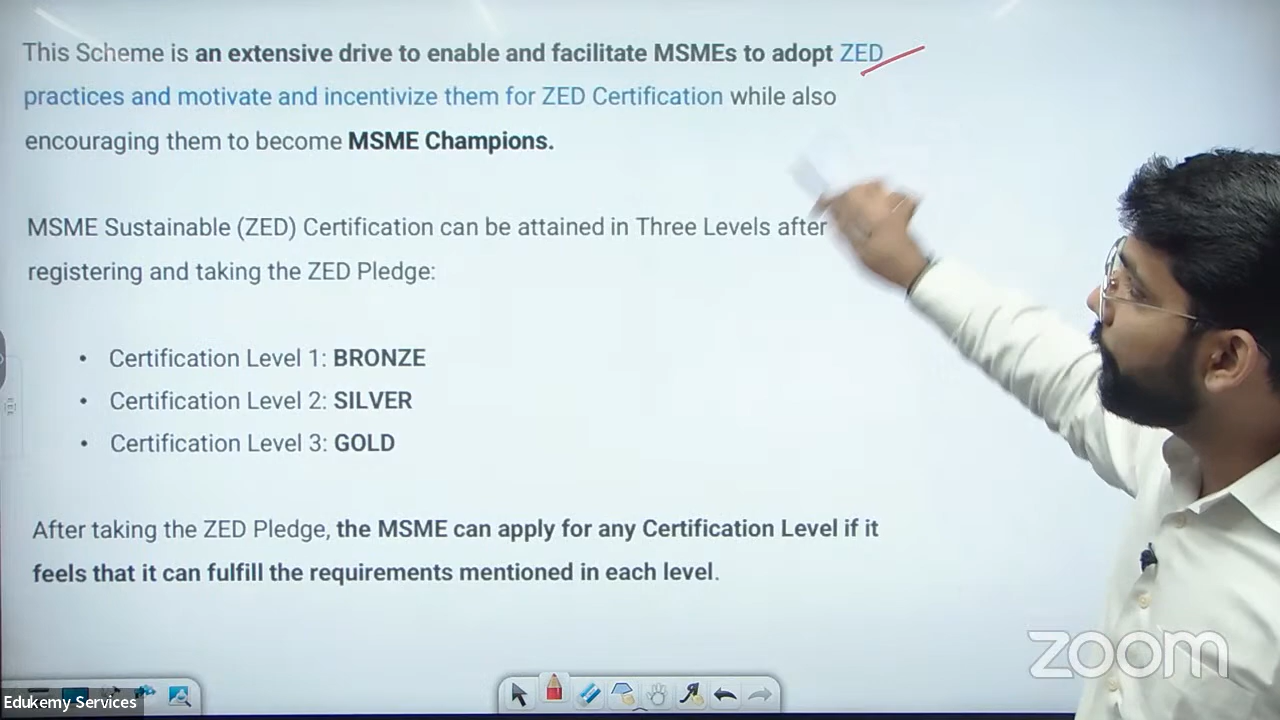 This Scheme is an extensive drive to enable and facilitate MSMEs to adopt ZED
practices and motivate and incentivize them for ZED Certification while also
encouraging them to become MSME Champions.
MSME Sustainable (ZED) Certification can be attained in Three Levels after
registering and taking the ZED Pledge:
• Certification Level 1: BRONZE
• Certification Level 2: SILVER
• Certification Level 3: GOLD
After taking the ZED Pledge, the MSME can apply for any Certification Level if it
feels that it can fulfill the requirements mentioned in each level.
zoom
Edukemy Services